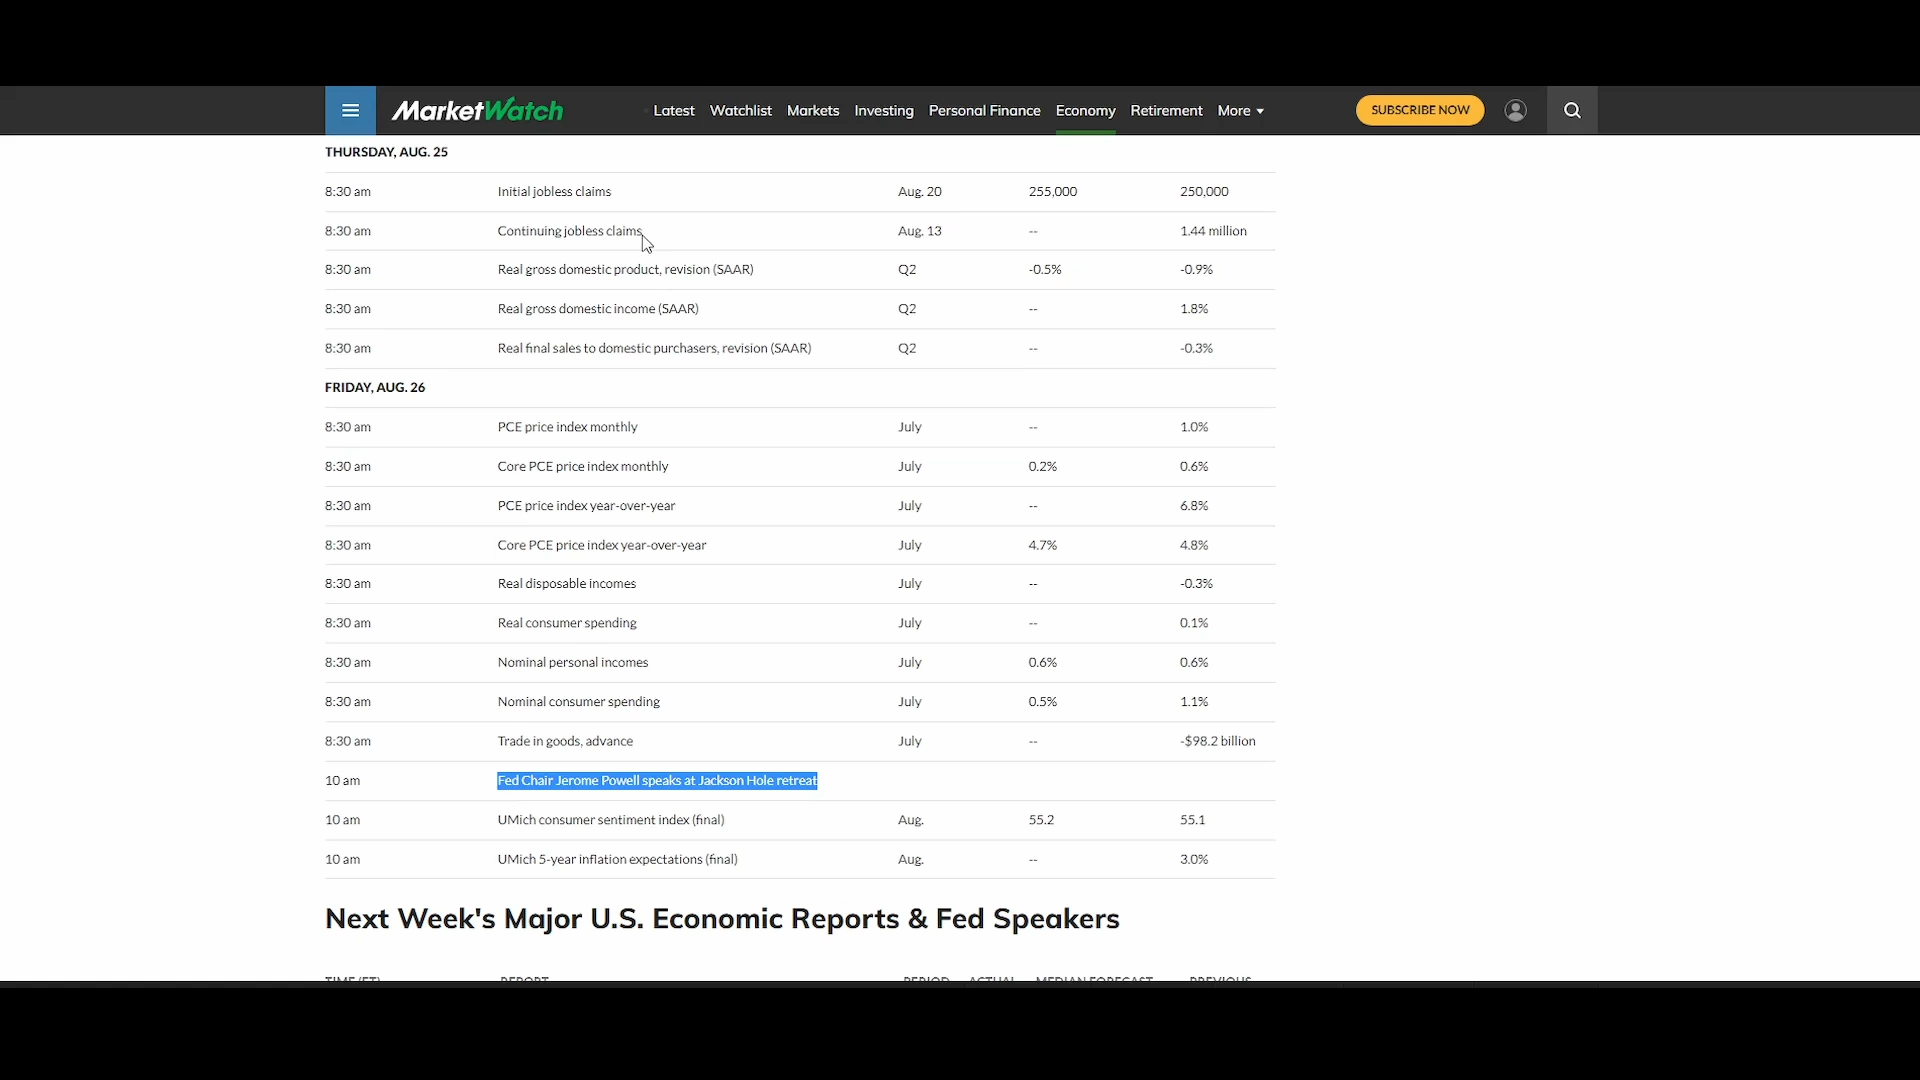 MarketWatch Latest Watchlist Markets Investing Personal Finance Economy Retirement More SUBSCRIBE NOW
THURSDAY, AUG. 25
8:30 am Initial jobless claims Aug. 20 255,000 250,000
8:30 am Continuing jobless claims Aug. 13 -- 1.44 million
8:30 am Real gross domestic product, revision (SAAR) Q2 -0.5% -0.9%
8:30 am Real gross domestic income (SAAR) Q2 -- 1.8%
8:30 am Real final sales to domestic purchasers, revision (SAAR) Q2 -- -0.3%
FRIDAY, AUG. 26
8:30 am PCE price index monthly July -- 1.0%
8:30 am Core PCE price index monthly July 0.2% 0.6%
8:30 am PCE price index year-over-year July -- 6.8%
8:30 am Core PCE price index year-over-year July 4.7% 4.8%
8:30 am Real disposable incomes July -- -0.3%
8:30 am Real consumer spending July -- 0.1%
8:30 am Nominal personal incomes July 0.6% 0.6%
8:30 am Nominal consumer spending July 0.5% 1.1%
8:30 am Trade in goods, advance July -- -$98.2 billion
10 am Fed Chair Jerome Powell speaks at Jackson Hole retreat
10 am UMich consumer sentiment index (final) Aug. 55.2 55.1
10 am UMich 5-year inflation expectations (final) Aug. -- 3.0%
Next Week's Major U.S. Economic Reports & Fed Speakers
TIME (ET) REPORT PERIOD ACTUAL MEDIAN FORECAST PREVIOUS